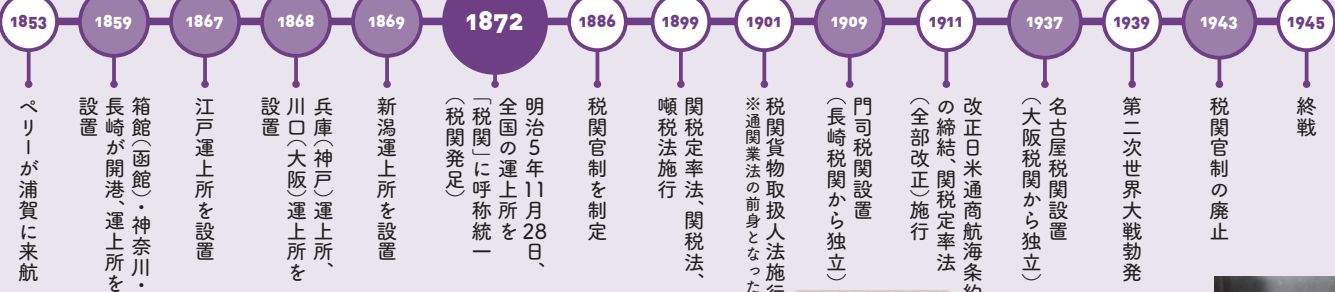 1853
ペリーが浦賀に来航
1859
箱館(函館)・神奈川・
長崎が開港、運上所を
設置
1867
江戸運上所を設置
1868
兵庫(神戸)運上所、
川口(大阪)運上所を
設置
1869
新潟運上所を設置
1872
明治5年11月28日、
全国の運上所を
「税関」に呼称統一
(税関発足)
1886
税関官制を制定
1899
関税定率法、関税法、
噸税法施行
1901
税関貨物取扱人法施行
※通関業法の前身となった
1909
門司税関設置
(長崎税関から独立)
1911
改正日米通商航海条約
の締結、関税定率法
(全部改正)施行
1937
名古屋税関設置
(大阪税関から独立)
1939
第二次世界大戦勃発
1943
税関官制の廃止
1945
終戦